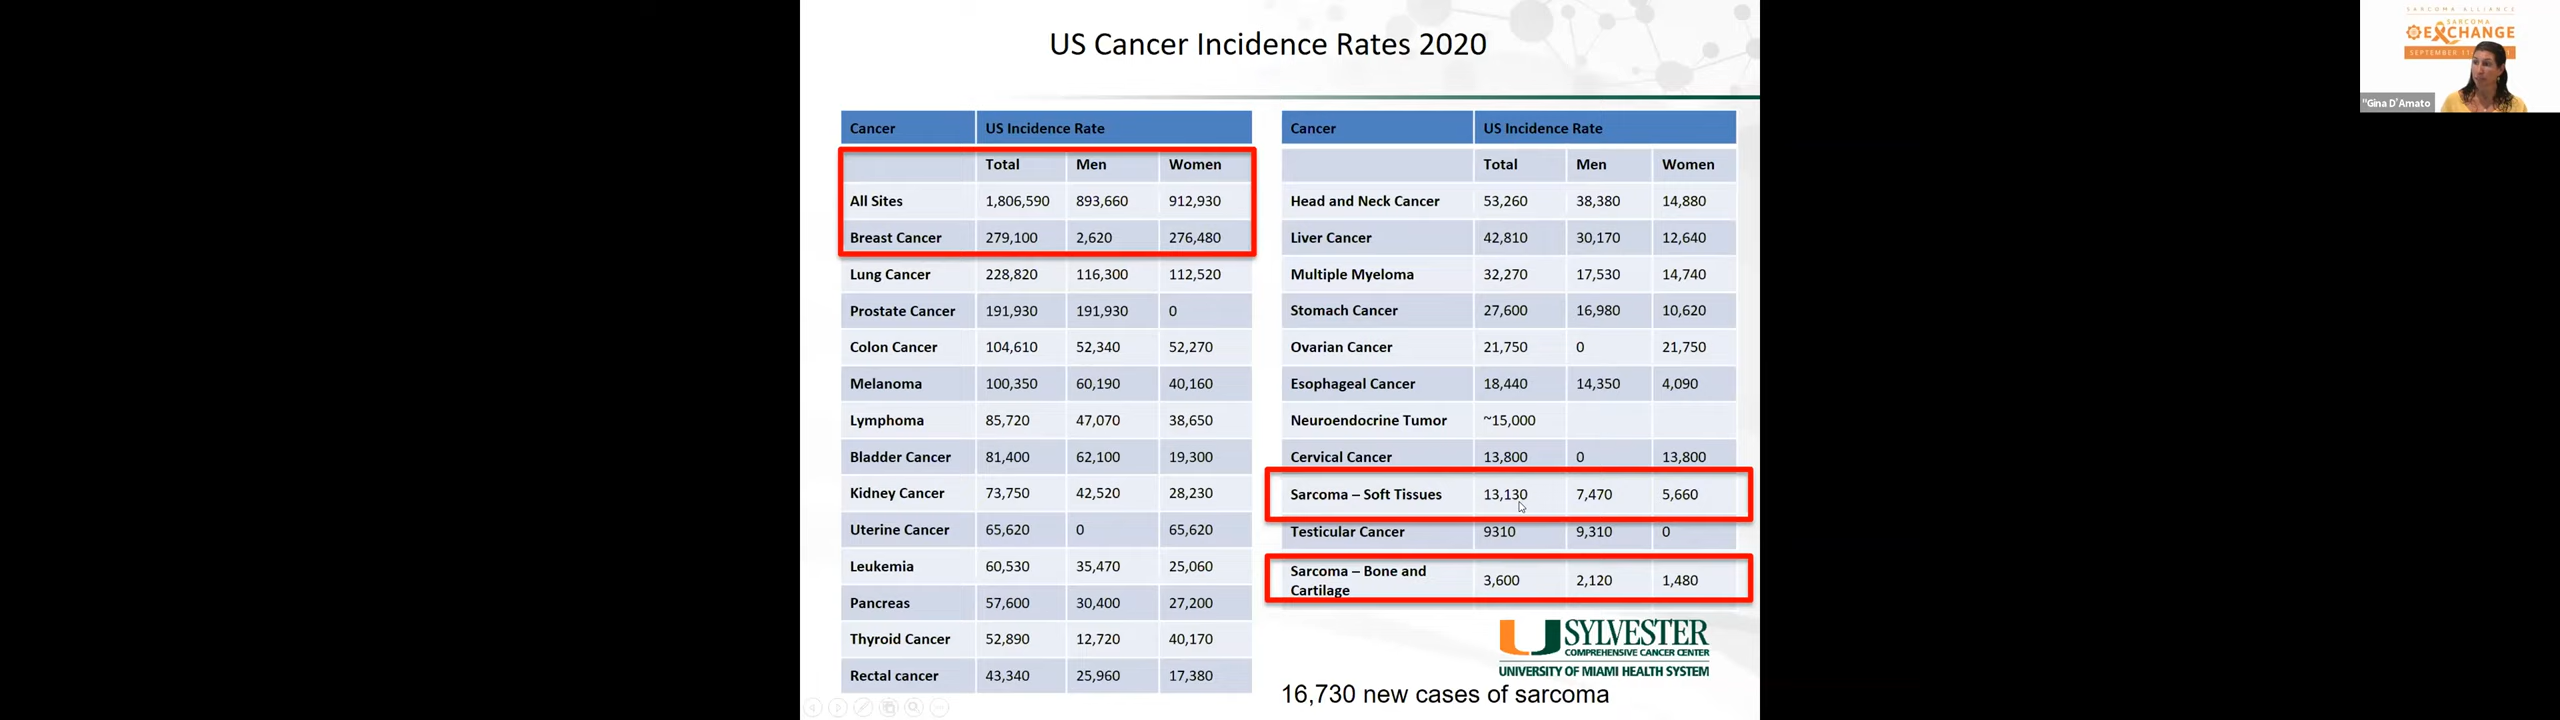 US Cancer Incidence Rates 2020
Cancer US Incidence Rate
Total Men Women
All Sites 1,806,590 893,660 912,930
Breast Cancer 279,100 2,620 276,480
Lung Cancer 228,820 116,300 112,520
Prostate Cancer 191,930 191,930 0
Colon Cancer 104,610 52,340 52,270
Melanoma 100,350 60,190 40,160
Lymphoma 85,720 47,070 38,650
Bladder Cancer 81,400 62,100 19,300
Kidney Cancer 73,750 42,520 28,230
Uterine Cancer 65,620 0 65,620
Leukemia 60,530 35,470 25,060
Pancreas 57,600 30,400 27,200
Thyroid Cancer 52,890 12,720 40,170
Rectal cancer 43,340 25,960 17,380
Cancer US Incidence Rate
Total Men Women
Head and Neck Cancer 53,260 38,380 14,880
Liver Cancer 42,810 30,170 12,640
Multiple Myeloma 32,270 17,530 14,740
Stomach Cancer 27,600 16,980 10,620
Ovarian Cancer 21,750 0 21,750
Esophageal Cancer 18,440 14,350 4,090
Neuroendocrine Tumor ~15,000
Cervical Cancer 13,800 0 13,800
Sarcoma – Soft Tissues 13,130 7,470 5,660
Testicular Cancer 9310 9,310 0
Sarcoma – Bone and
Cartilage 3,600 2,120 1,480
U SYLVESTER
COMPREHENSIVE CANCER CENTER
UNIVERSITY OF MIAMI HEALTH SYSTEM
16,730 new cases of sarcoma
SARCOMA ALLIANCE
SARCOMA
EXCHANGE
SEPTEMBER
"Gina D'Amato